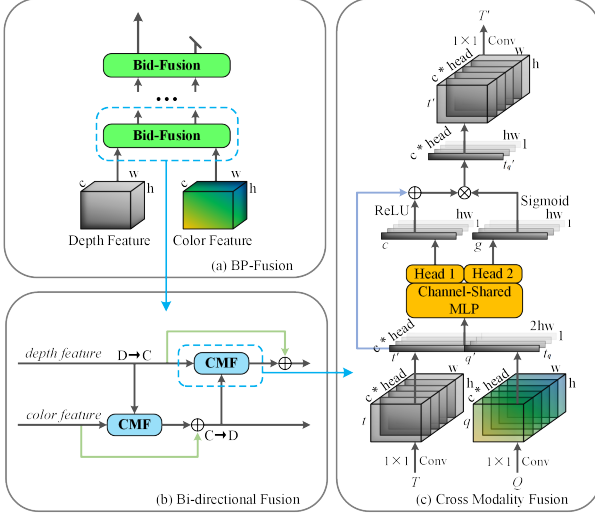 Bid-Fusion
...
Bid-Fusion
c
w
h
c
w
h
Depth Feature
Color Feature
(a) BP-Fusion
depth feature
D→C
CMF
color feature
CMF
C→D
(b) Bi-directional Fusion
T'
1×1 Conv
c * head
w
h
t'
c * head
1
t_q'
ReLU
Sigmoid
hw
1
c
hw
1
g
Head 1
Head 2
Channel-Shared
MLP
c * head
2hw
1
t'
q'
t_q
c * head
w
h
t
c * head
w
h
q
1×1 Conv
1×1 Conv
T
Q
(c) Cross Modality Fusion